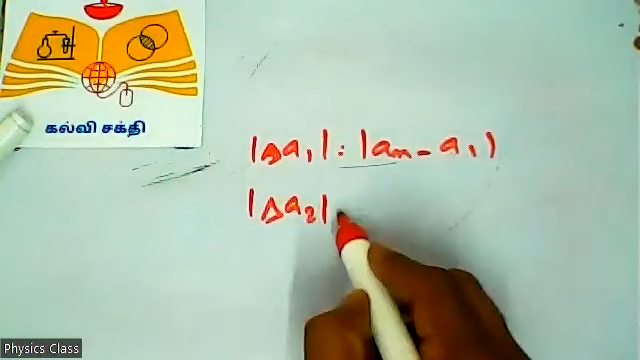 கல்வி சக்தி
|Δa₁| : |aₘ - a₁|
|Δa₂|
Physics Class